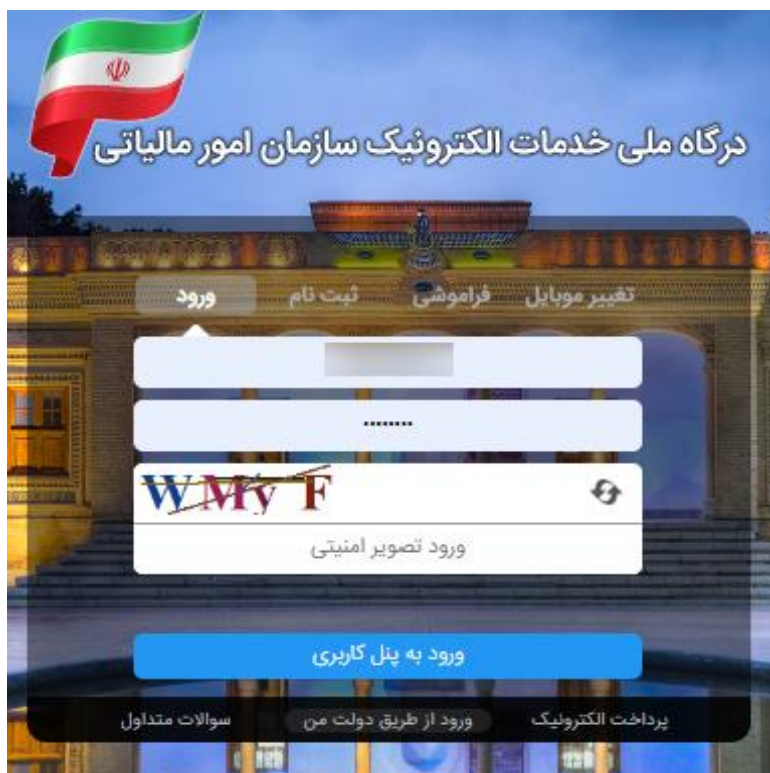 درگاه ملی خدمات الکترونیک سازمان امور مالیاتی
ورود ثبت نام فراموشی تغییر موبایل
••••••••
WMyF
ورود تصویر امنیتی
ورود به پنل کاربری
پرداخت الکترونیک ورود از طریق دولت من سوالات متداول